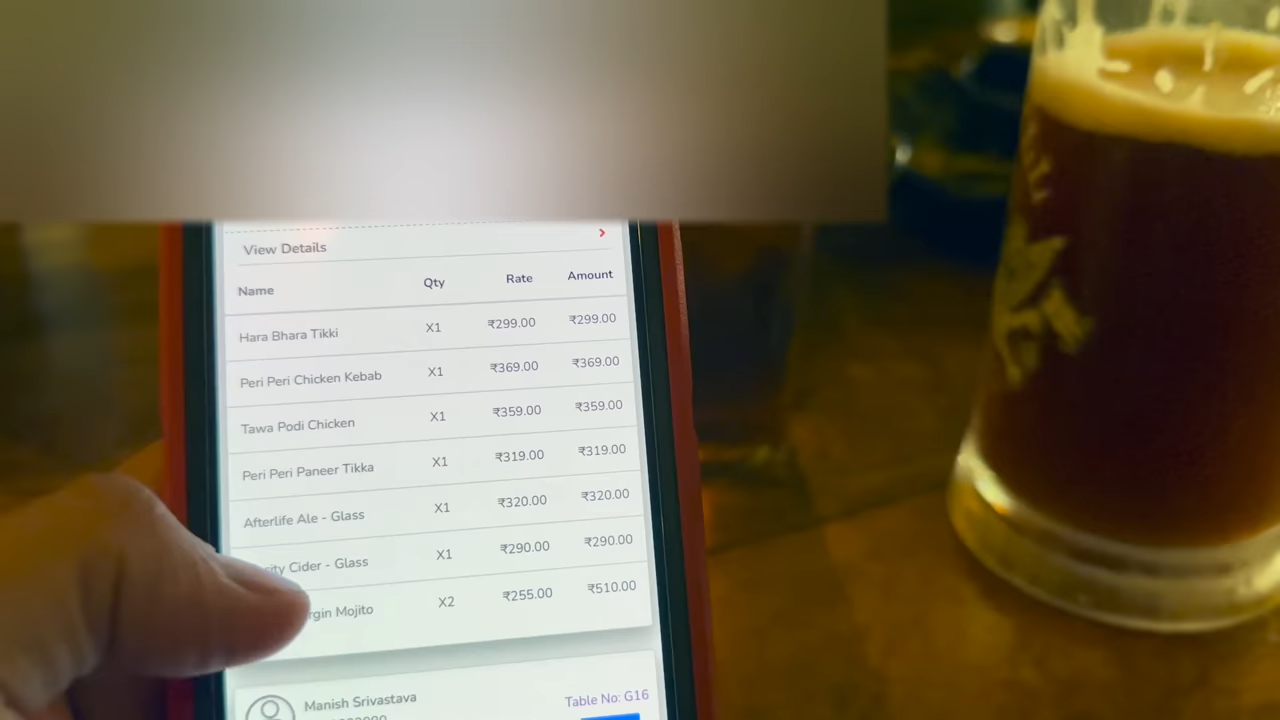 View Details
Name Qty Rate Amount
Hara Bhara Tikki X1 ₹299.00 ₹299.00
Peri Peri Chicken Kebab X1 ₹369.00 ₹369.00
Tawa Podi Chicken X1 ₹359.00 ₹359.00
Peri Peri Paneer Tikka X1 ₹319.00 ₹319.00
Afterlife Ale - Glass X1 ₹320.00 ₹320.00
Cider - Glass X1 ₹290.00 ₹290.00
Mojito X2 ₹255.00 ₹510.00
Manish Srivastava Table No: G16